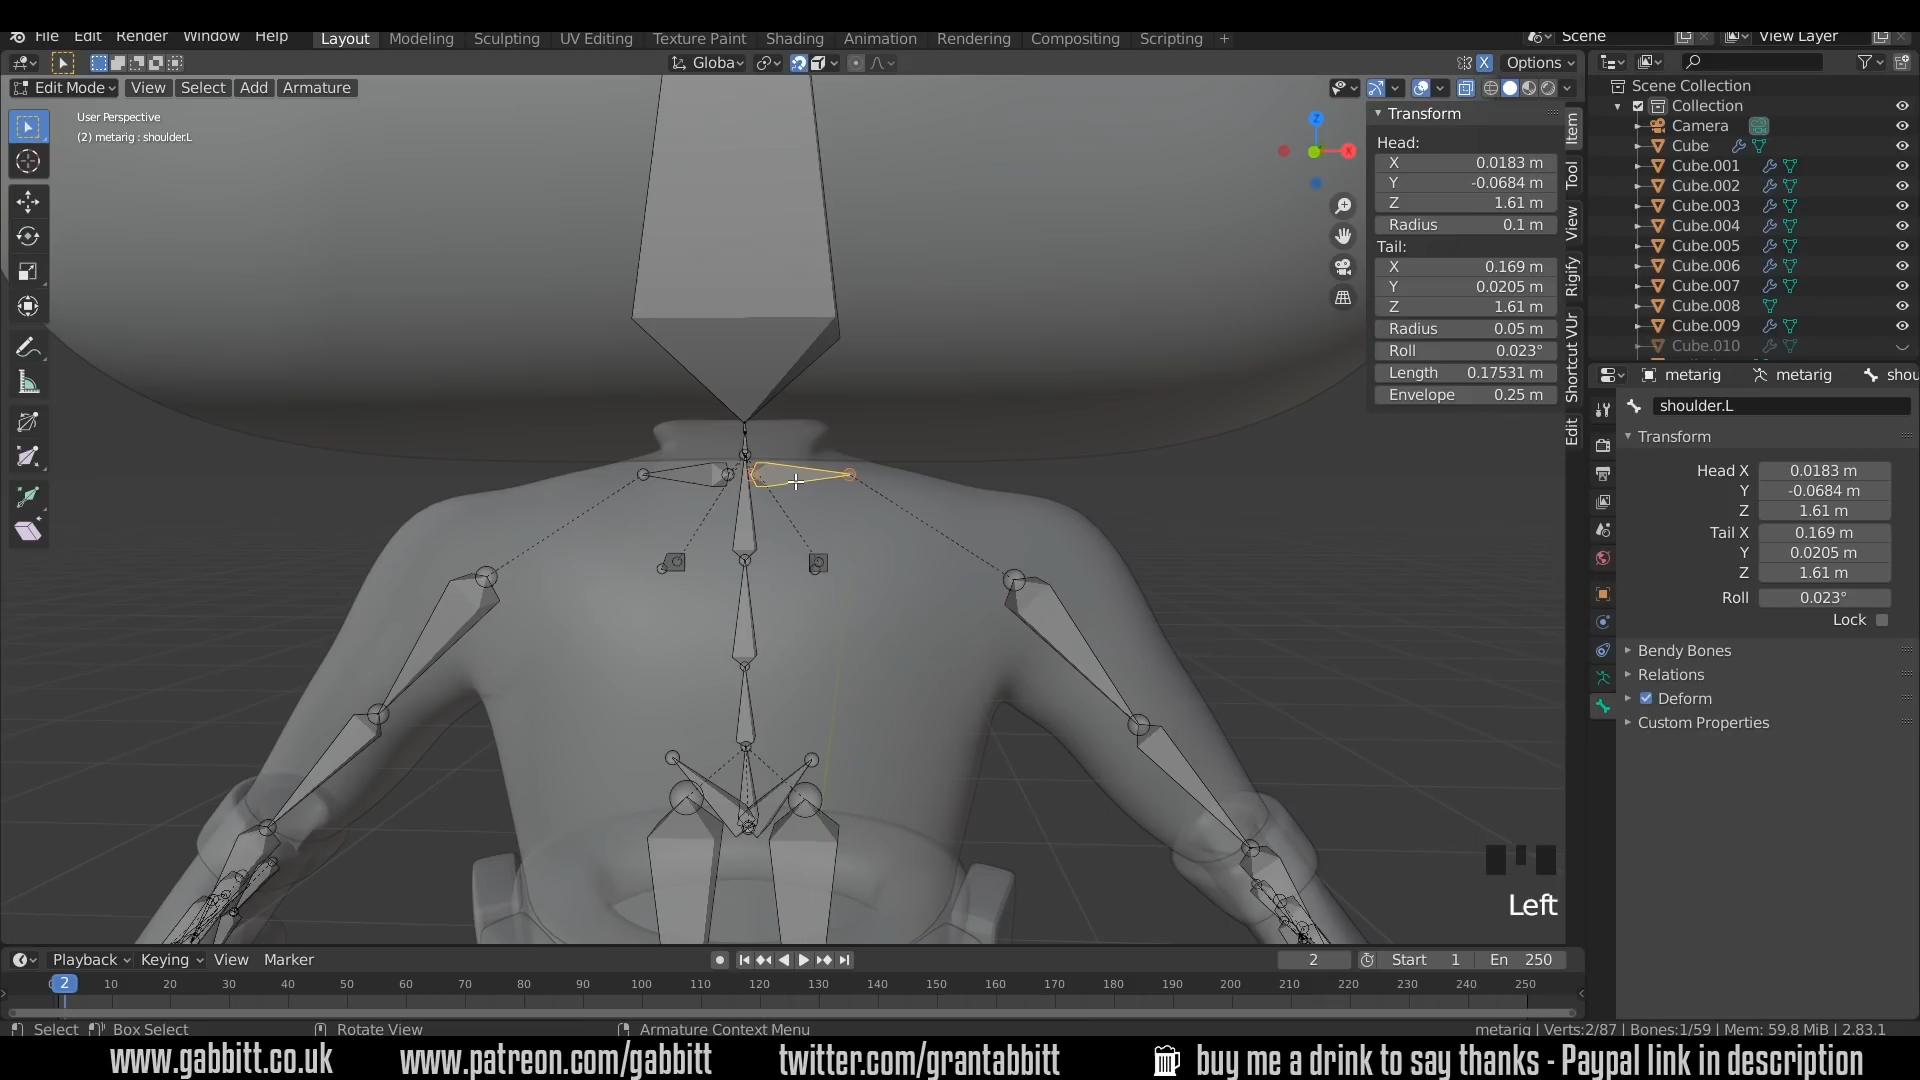 File Edit Render Window Help Layout Modeling Sculpting UV Editing Texture Paint Shading Animation Rendering Compositing Scripting + Scene View Layer
Globa Options
Edit Mode View Select Add Armature
User Perspective
(2) metarig : shoulder.L
Transform
Head:
X 0.0183 m
Y -0.0684 m
Z 1.61 m
Radius 0.1 m
Tail:
X 0.169 m
Y 0.0205 m
Z 1.61 m
Radius 0.05 m
Roll 0.023°
Length 0.17531 m
Envelope 0.25 m
Item
Tool
View
Rigify
Shortcut VUr
Edit
Z
X
X
Scene Collection
Collection
Camera
Cube
Cube.001
Cube.002
Cube.003
Cube.004
Cube.005
Cube.006
Cube.007
Cube.008
Cube.009
Cube.010
metarig metarig shou
shoulder.L
Transform
Head X 0.0183 m
Y -0.0684 m
Z 1.61 m
Tail X 0.169 m
Y 0.0205 m
Z 1.61 m
Roll 0.023°
Lock
Bendy Bones
Relations
Deform
Custom Properties
Left
Playback Keying View Marker 2 Start 1 En 250
2 10 20 30 40 50 60 70 80 90 100 110 120 130 140 150 160 170 180 190 200 210 220 230 240 250
Select Box Select Rotate View Armature Context Menu metarig | Verts:2/87 | Bones:1/59 | Mem: 59.8 MiB | 2.83.1
www.gabbitt.co.uk www.patreon.com/gabbitt twitter.com/grantabbitt buy me a drink to say thanks - Paypal link in description